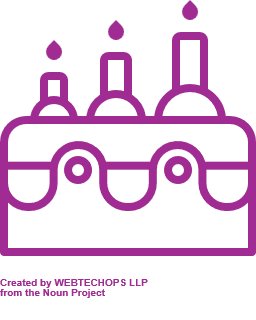 Created by WEBTECHOPS LLP
from the Noun Project